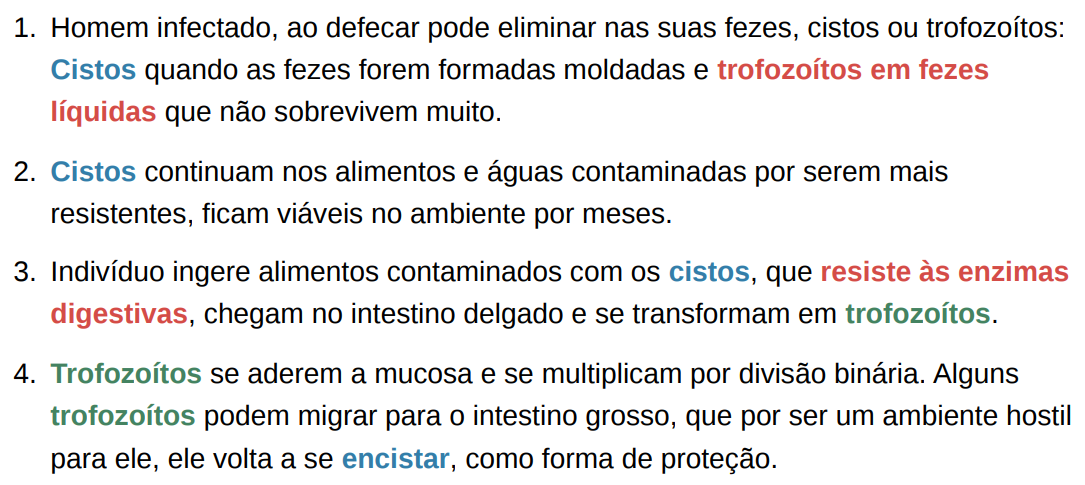 1. Homem infectado, ao defecar pode eliminar nas suas fezes, cistos ou trofozoítos:
Cistos quando as fezes forem formadas moldadas e trofozoítos em fezes
líquidas que não sobrevivem muito.
2. Cistos continuam nos alimentos e águas contaminadas por serem mais
resistentes, ficam viáveis no ambiente por meses.
3. Indivíduo ingere alimentos contaminados com os cistos, que resiste às enzimas
digestivas, chegam no intestino delgado e se transformam em trofozoítos.
4. Trofozoítos se aderem a mucosa e se multiplicam por divisão binária. Alguns
trofozoítos podem migrar para o intestino grosso, que por ser um ambiente hostil
para ele, ele volta a se encistar, como forma de proteção.